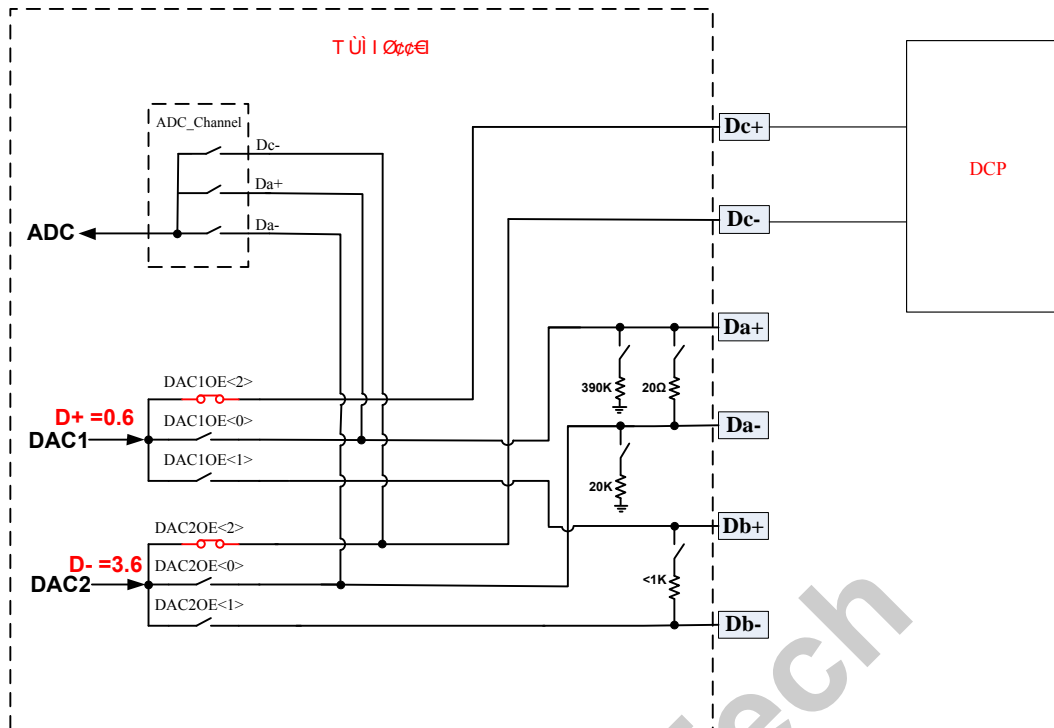 ADC_Channel
Dc-
Da+
Da-
ADC
Dc+
DCP
Dc-
Da+
390K
20Ω
DAC1OE<2>
D+ =0.6
DAC1OE<0>
DAC1
DAC1OE<1>
Da-
20K
Db+
DAC2OE<2>
D- =3.6
DAC2OE<0>
DAC2
<1K
DAC2OE<1>
Db-
ech